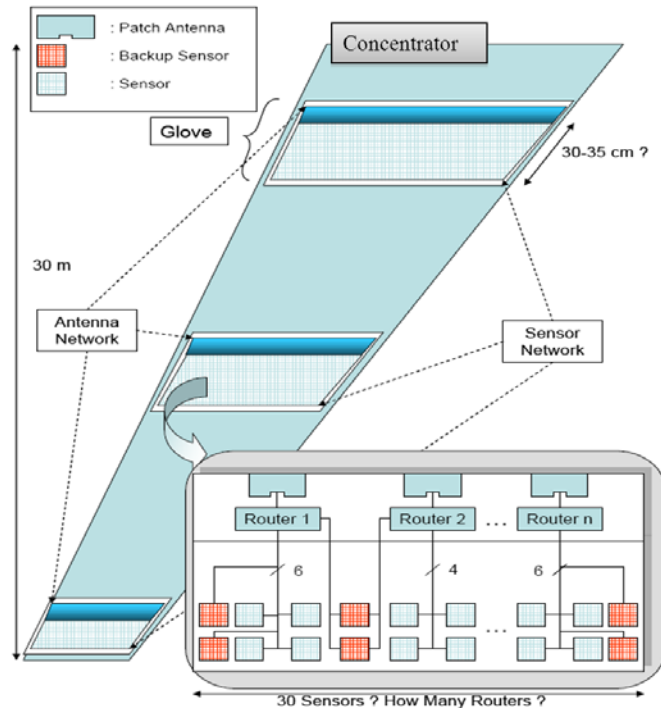 : Patch Antenna
: Backup Sensor
: Sensor
Concentrator
Glove
30-35 cm ?
30 m
Antenna
Network
Sensor
Network
Router 1
Router 2
...
Router n
6
4
6
...
30 Sensors ? How Many Routers ?